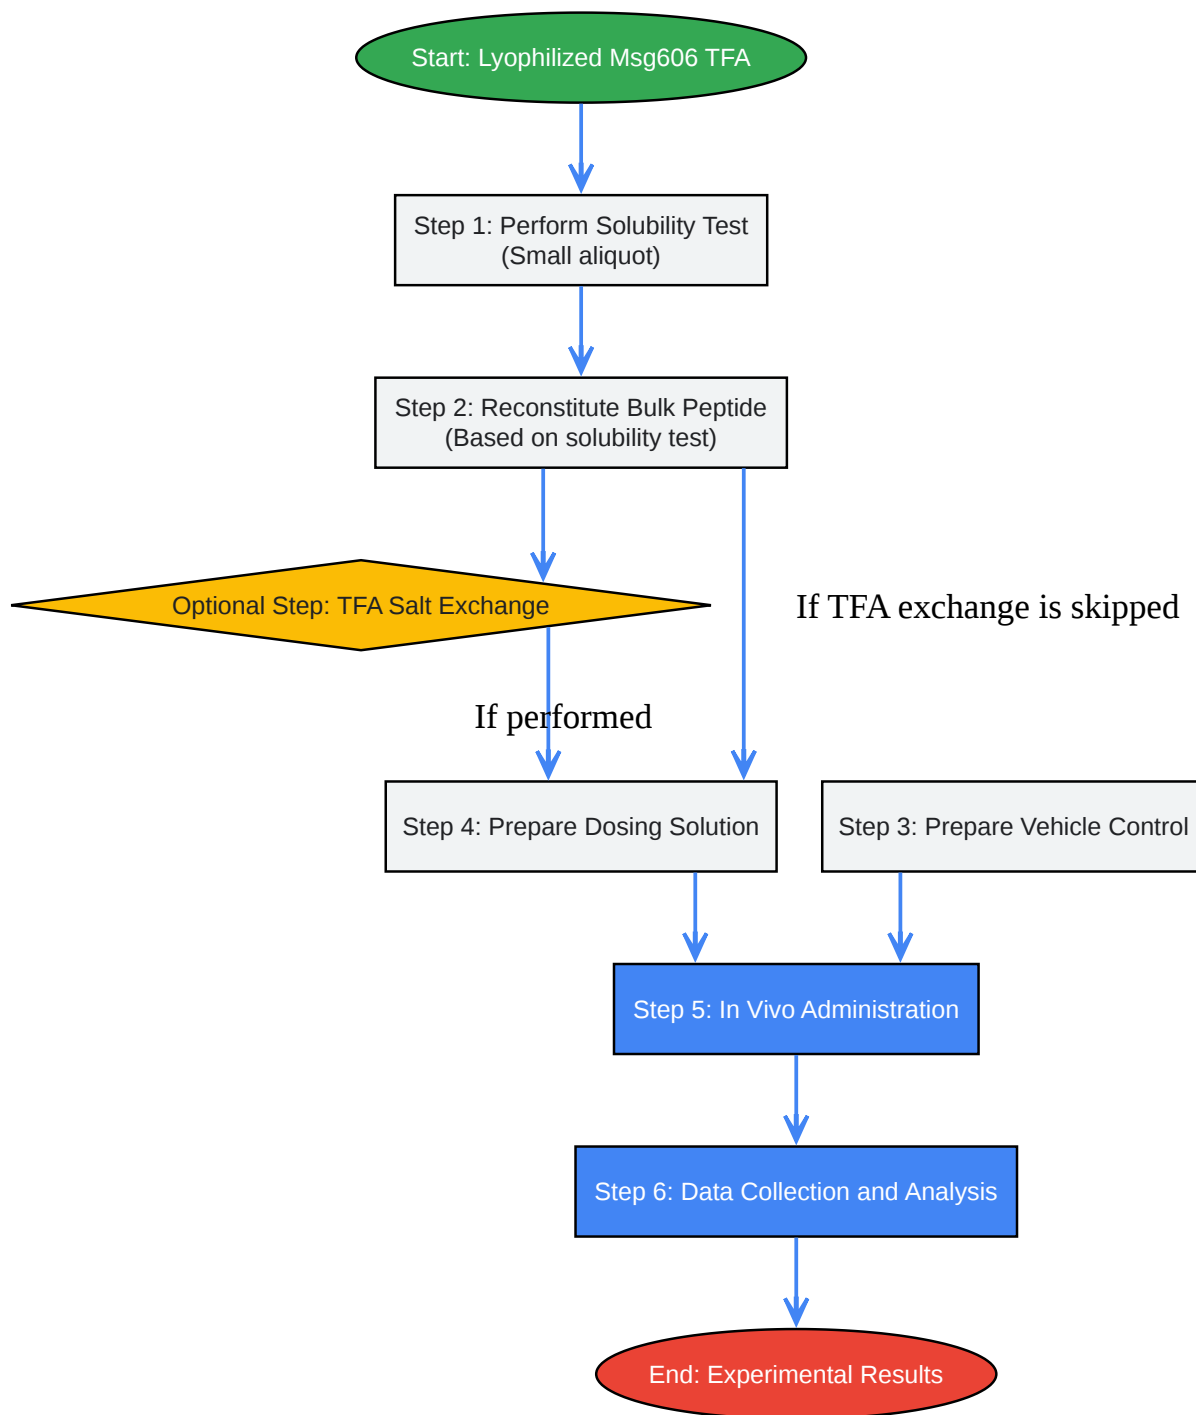 Start: Lyophilized Msg606 TFA
Step 1: Perform Solubility Test
(Small aliquot)
Step 2: Reconstitute Bulk Peptide
(Based on solubility test)
Optional Step: TFA Salt Exchange
If TFA exchange is skipped
If performed
Step 4: Prepare Dosing Solution
Step 3: Prepare Vehicle Control
Step 5: In Vivo Administration
Step 6: Data Collection and Analysis
End: Experimental Results